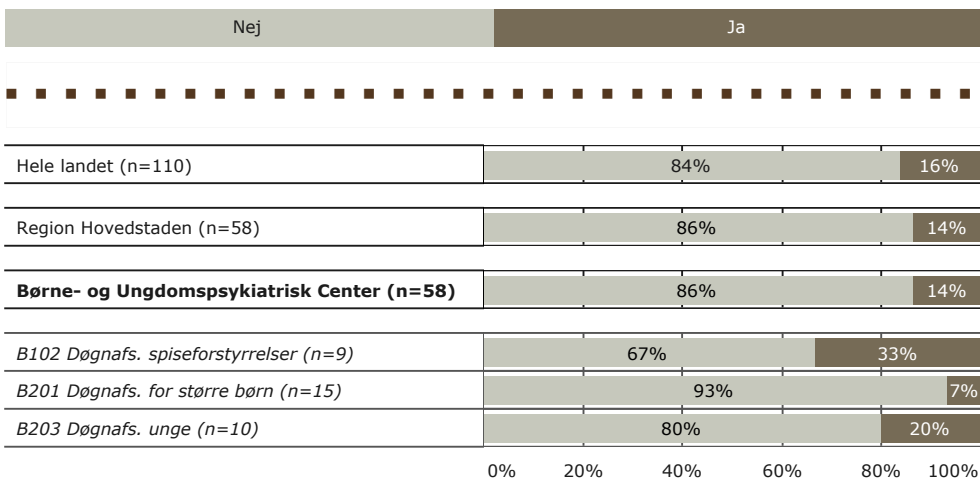 Nej Ja
Hele landet (n=110) 84% 16%
Region Hovedstaden (n=58) 86% 14%
Børne- og Ungdomspsykiatrisk Center (n=58) 86% 14%
B102 Døgnafs. spiseforstyrrelser (n=9) 67% 33%
B201 Døgnafs. for større børn (n=15) 93% 7%
B203 Døgnafs. unge (n=10) 80% 20%
0% 20% 40% 60% 80% 100%